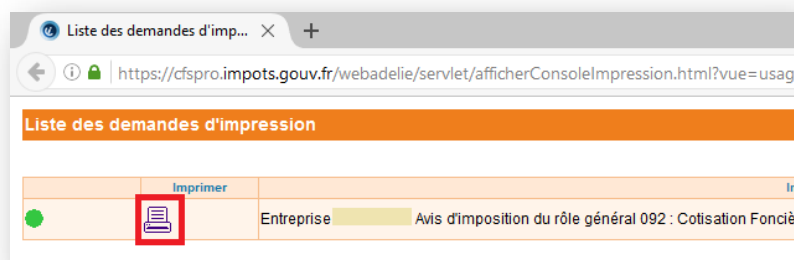 Liste des demandes d'imp...
https://cfspro.impots.gouv.fr/webadelie/servlet/afficherConsoleImpression.html?vue=usag
Liste des demandes d'impression
Imprimer
Entreprise Avis d'imposition du rôle général 092 : Cotisation Fonciè